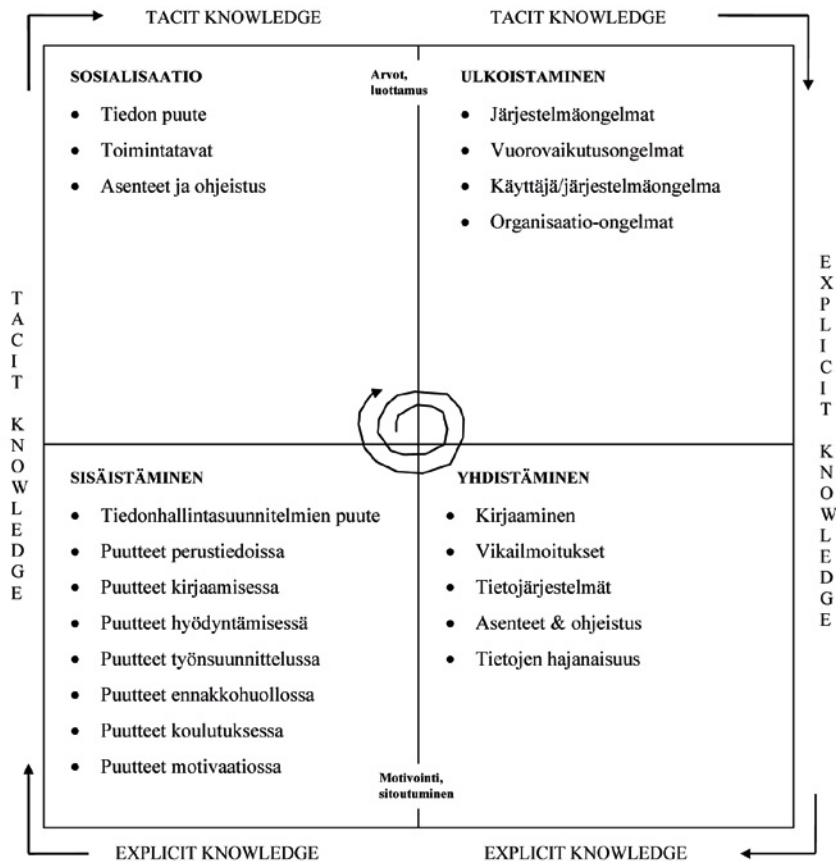 TACIT KNOWLEDGE
TACIT KNOWLEDGE
SOSIALISAATIO
• Tiedon puute
• Toimintatavat
• Asenteet ja ohjeistus
Arvot,
luottamus
ULKOISTAMINEN
• Järjestelmäongelmat
• Vuorovaikutusongelmat
• Käyttäjä/järjestelmäongelma
• Organisaatio-ongelmat
TACIT KNOWLEDGE
EXPLICIT KNOWLEDGE
SISÄISTÄMINEN
• Tiedonhallintasuunnitelmien puute
• Puutteet perustiedoissa
• Puutteet kirjaamisessa
• Puutteet hyödyntämisessä
• Puutteet työnsuunnittelussa
• Puutteet ennakkohuollossa
• Puutteet koulutuksessa
• Puutteet motivaatiossa
YHDISTÄMINEN
• Kirjaaminen
• Vikailmoitukset
• Tietojärjestelmät
• Asenteet & ohjeistus
• Tietojen hajanaisuus
Motivointi,
sitoutuminen
EXPLICIT KNOWLEDGE
EXPLICIT KNOWLEDGE